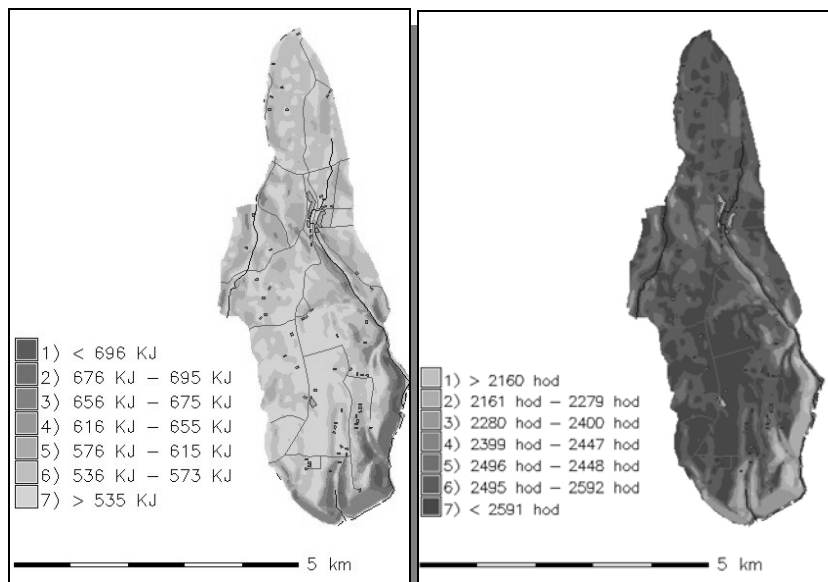 1) < 696 KJ
2) 676 KJ – 695 KJ
3) 656 KJ – 675 KJ
4) 616 KJ – 655 KJ
5) 576 KJ – 615 KJ
6) 536 KJ – 573 KJ
7) > 535 KJ
5 km
1) > 2160 hod
2) 2161 hod – 2279 hod
3) 2280 hod – 2400 hod
4) 2399 hod – 2447 hod
5) 2496 hod – 2448 hod
6) 2495 hod – 2592 hod
7) < 2591 hod
5 km